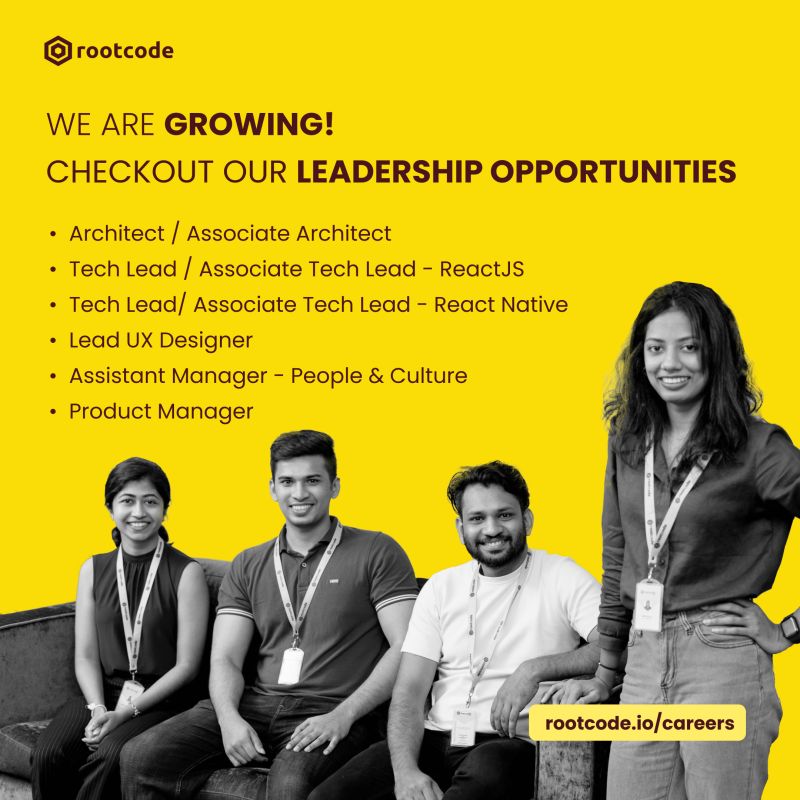 rootcode
WE ARE GROWING!
CHECKOUT OUR LEADERSHIP OPPORTUNITIES
• Architect / Associate Architect
• Tech Lead / Associate Tech Lead - ReactJS
• Tech Lead/ Associate Tech Lead - React Native
• Lead UX Designer
• Assistant Manager - People & Culture
• Product Manager
rootcode.io/careers